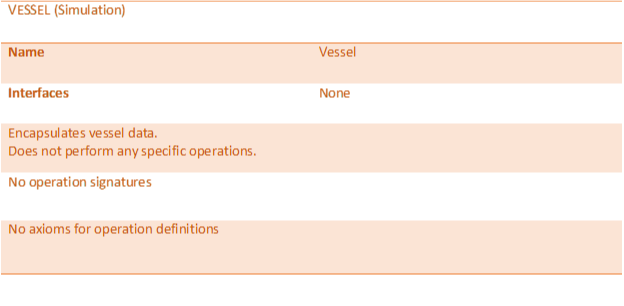 VESSEL (Simulation)
Name Vessel
Interfaces None
Encapsulates vessel data.
Does not perform any specific operations.
No operation signatures
No axioms for operation definitions